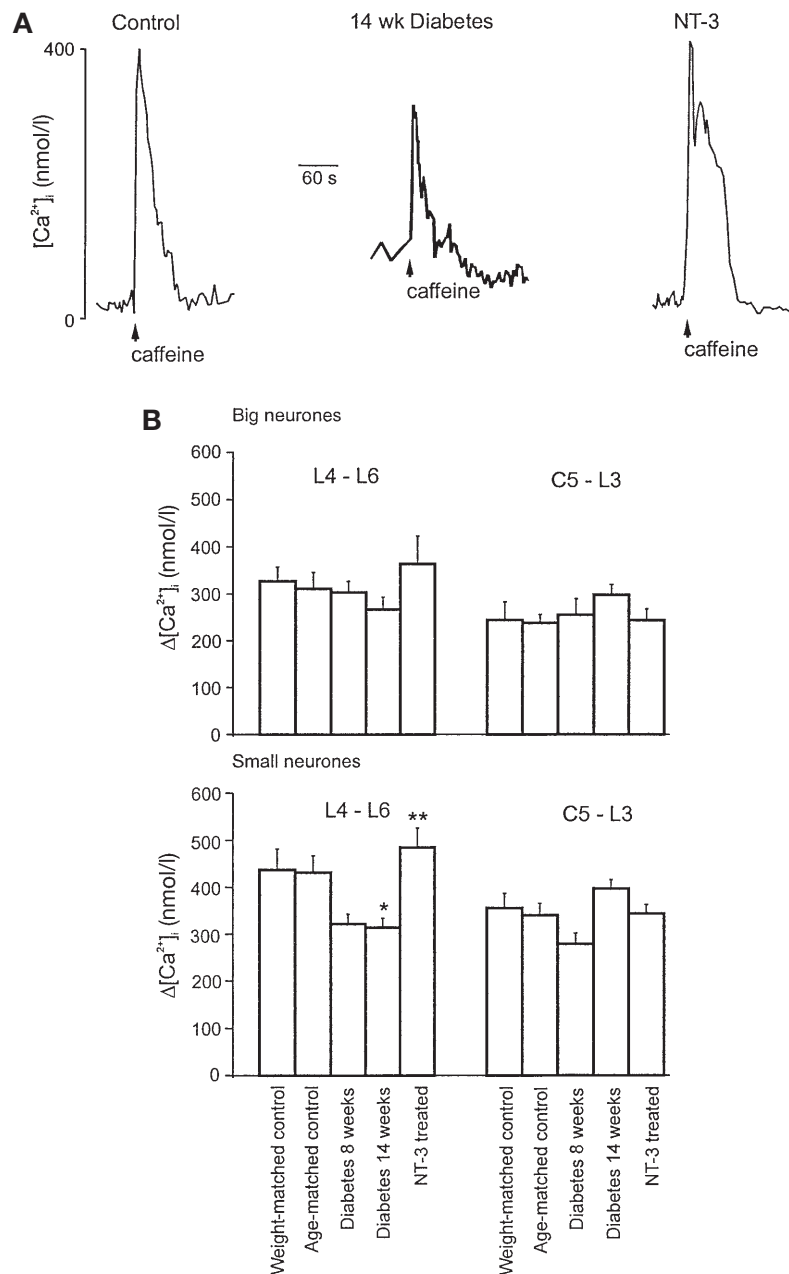 A
Control
14 wk Diabetes
NT-3
400
[Ca²⁺]ᵢ (nmol/l)
0
60 s
caffeine
caffeine
caffeine
B
Big neurones
600
500
400
300
200
100
0
Δ[Ca²⁺]ᵢ (nmol/l)
L4 - L6
C5 - L3
Small neurones
600
500
400
300
200
100
0
Δ[Ca²⁺]ᵢ (nmol/l)
L4 - L6
C5 - L3
*
**
Weight-matched control
Age-matched control
Diabetes 8 weeks
Diabetes 14 weeks
NT-3 treated
Weight-matched control
Age-matched control
Diabetes 8 weeks
Diabetes 14 weeks
NT-3 treated